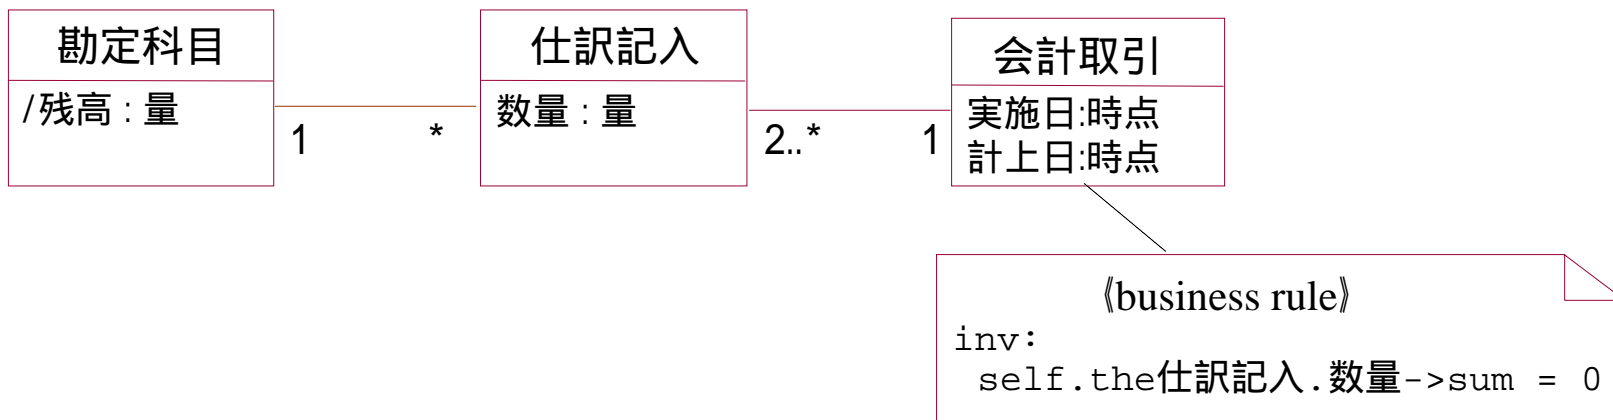 勘定科目
/残高 : 量
1
*
仕訳記入
数量 : 量
2..*
1
会計取引
実施日:時点
計上日:時点
《business rule》
inv:
self.the仕訳記入.数量->sum = 0